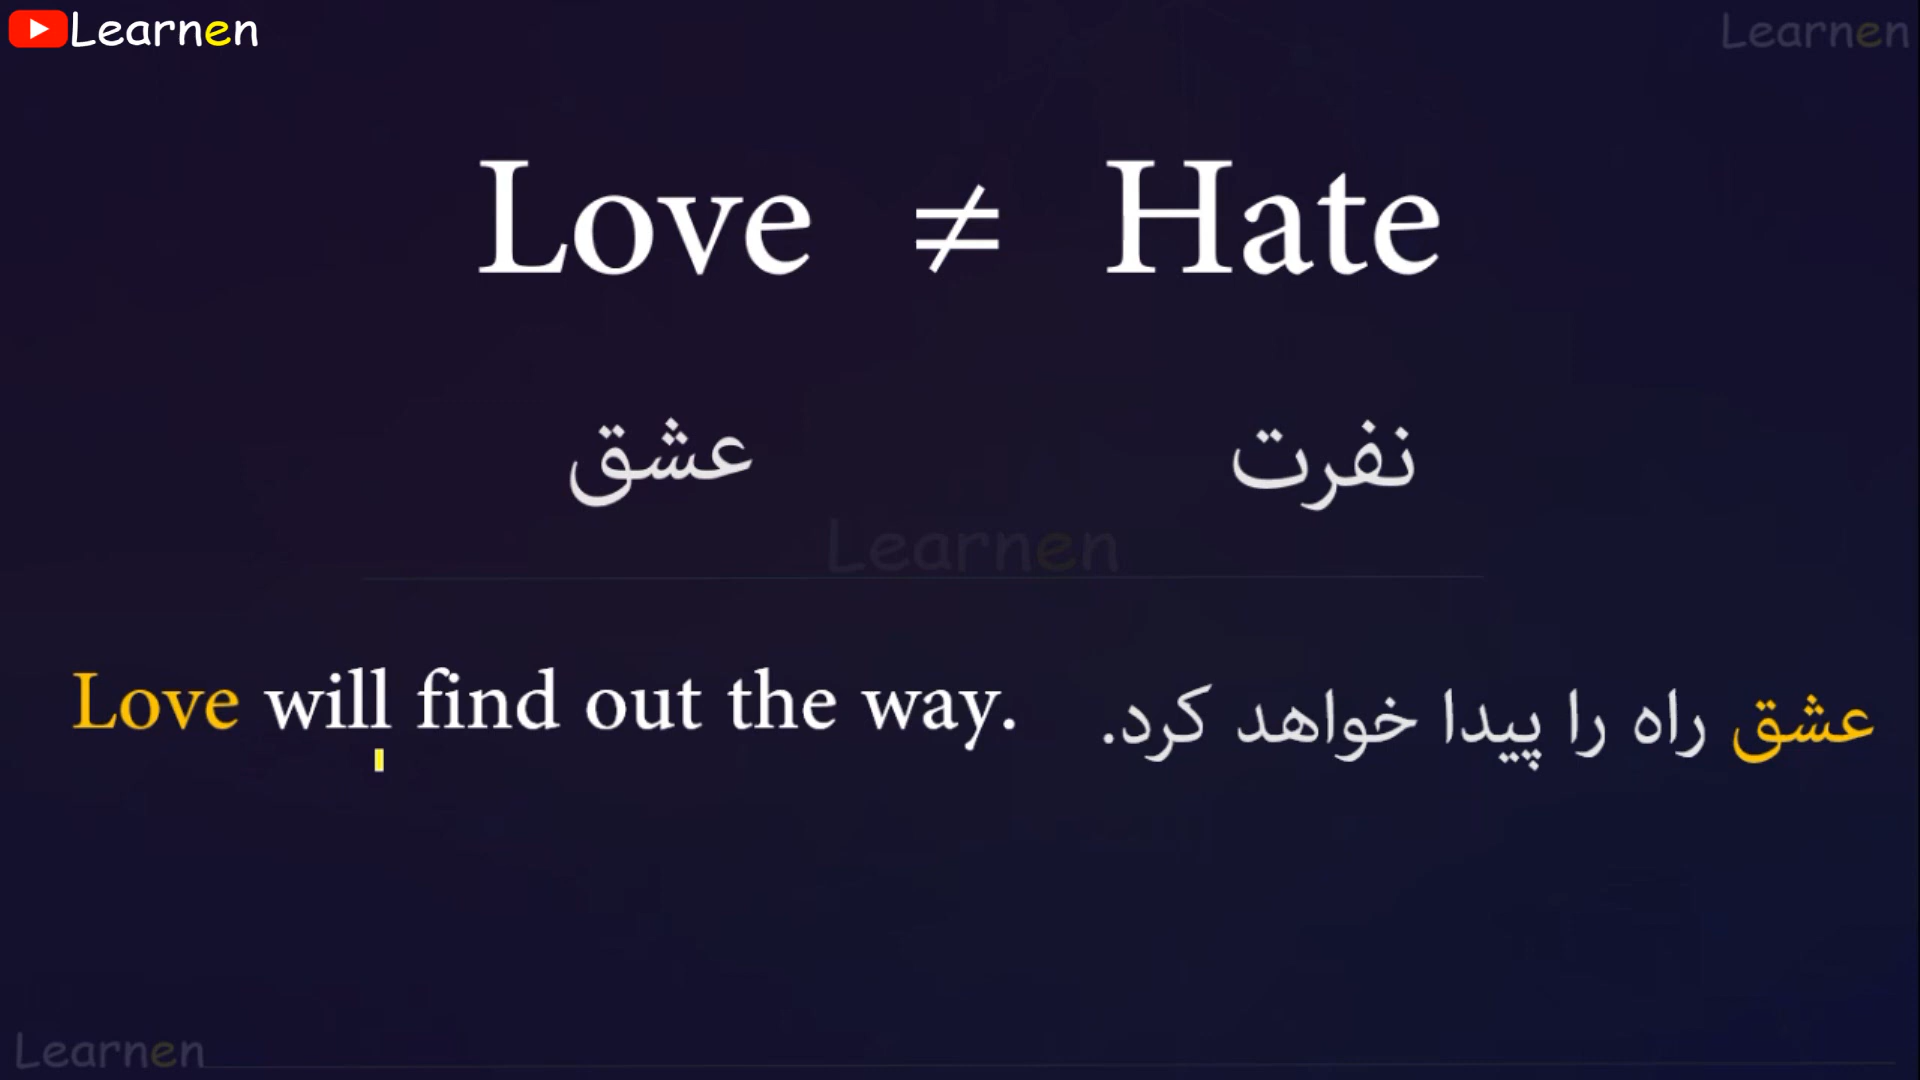 Learnen
Learnen
Love ≠ Hate
عشق
نفرت
Learnen
Love will find out the way.
عشق راه را پیدا خواهد کرد.
Learnen